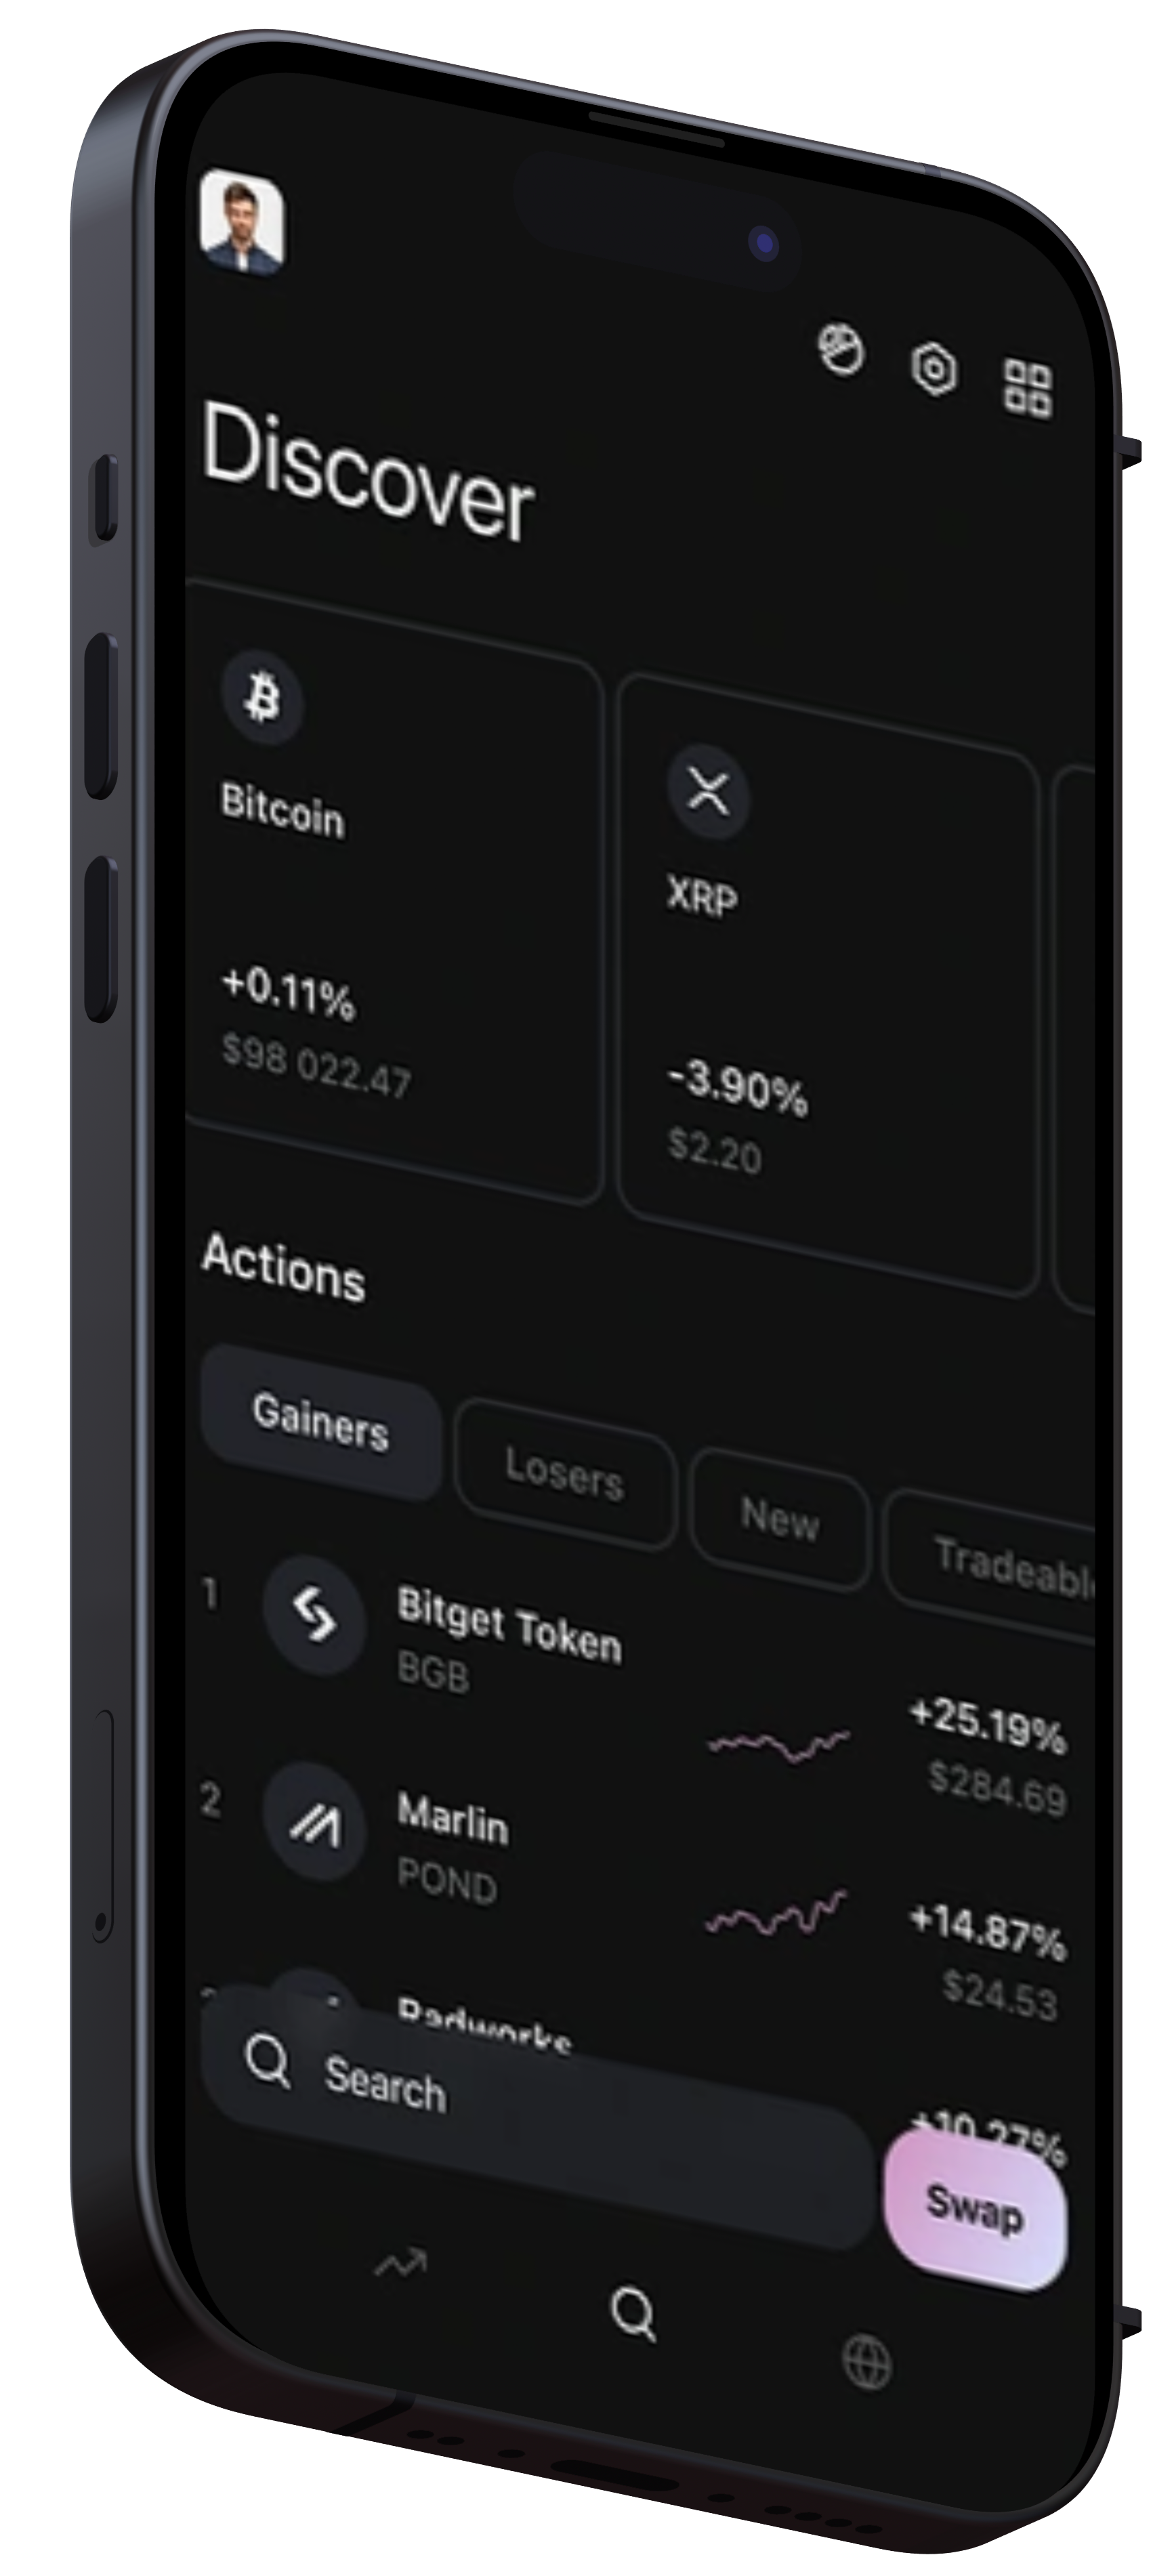 Discover
Bitcoin
+0.11%
$98 022.47
XRP
-3.90%
$2.20
Actions
Gainers
Losers
New
Tradeabl
1
Bitget Token
BGB
+25.19%
$284.69
2
Marlin
POND
+14.87%
$24.53
Radworks
+10.27%
Search
Swap